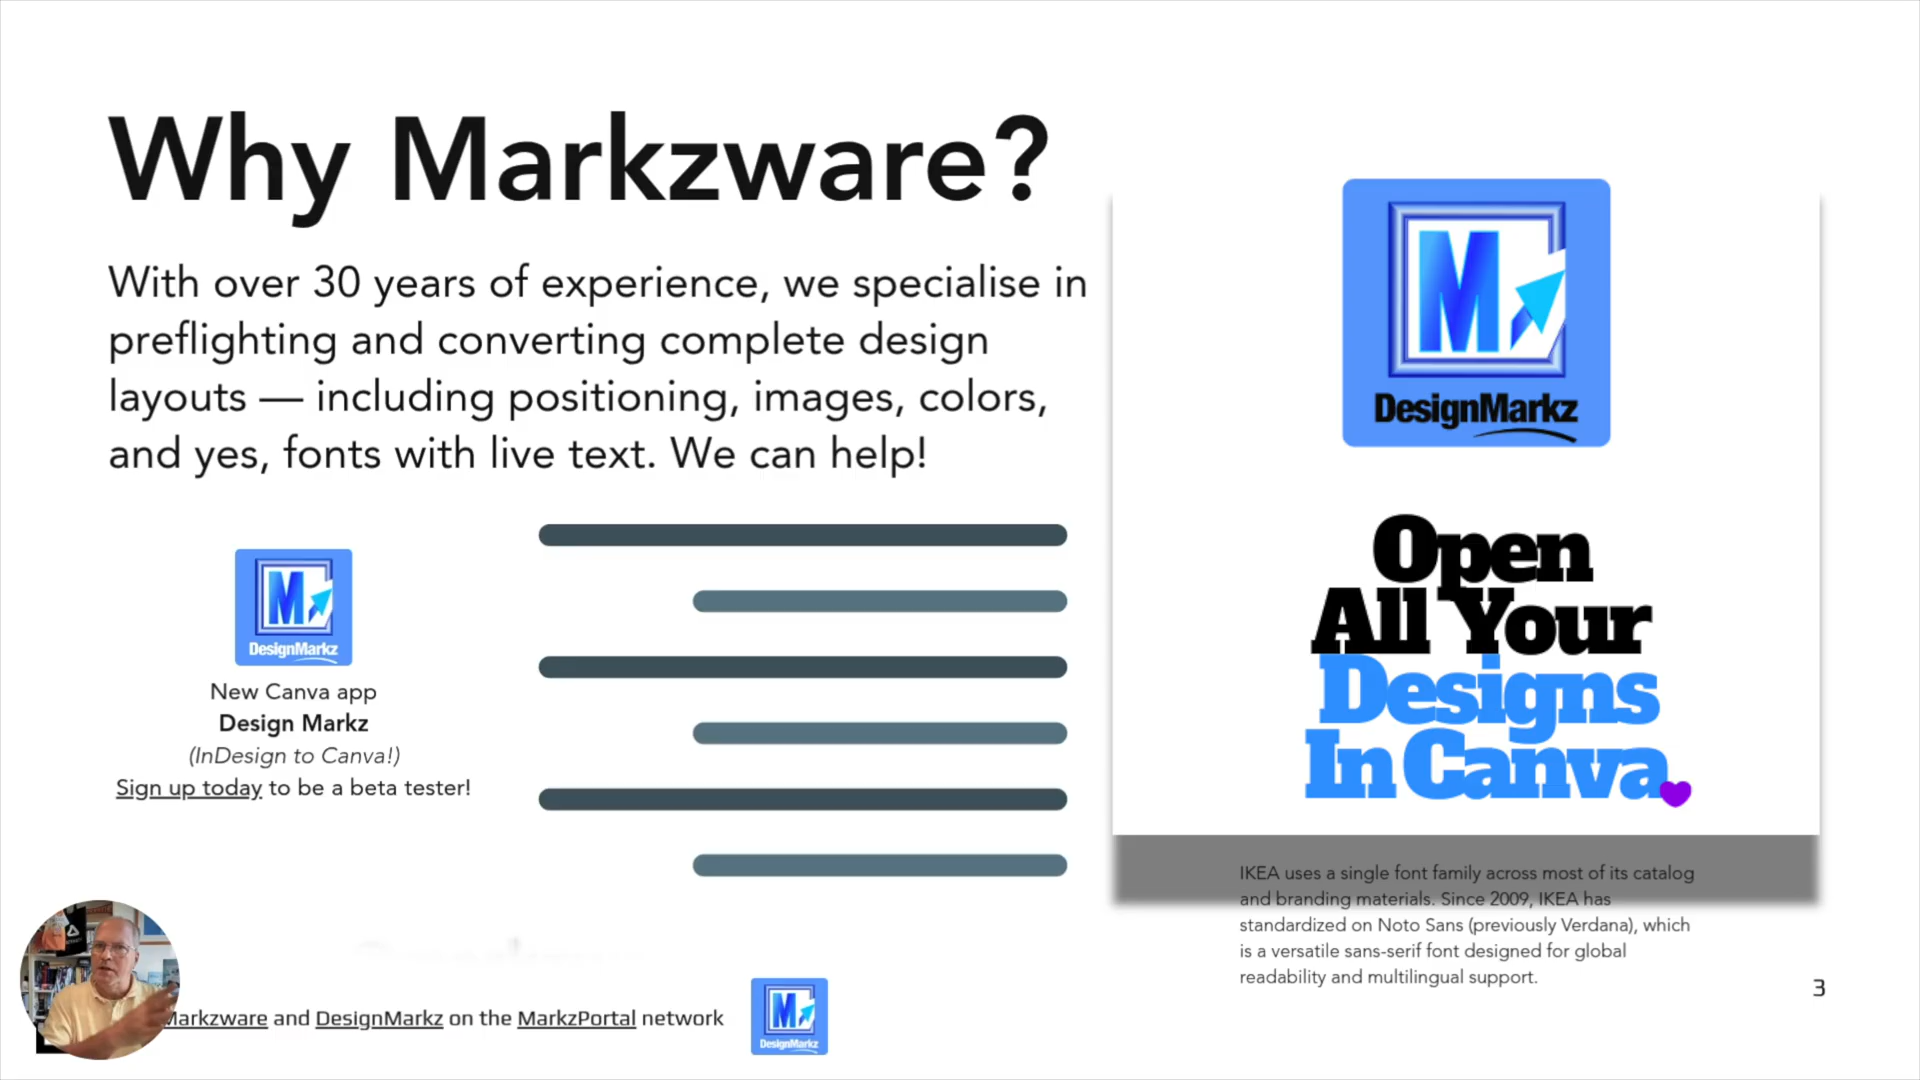 Why Markzware?
With over 30 years of experience, we specialise in
preflighting and converting complete design
layouts — including positioning, images, colors,
and yes, fonts with live text. We can help!
M
DesignMarkz
New Canva app
Design Markz
(InDesign to Canva!)
Sign up today to be a beta tester!
M
DesignMarkz
Open
All Your
Designs
In Canva
IKEA uses a single font family across most of its catalog
and branding materials. Since 2009, IKEA has
standardized on Noto Sans (previously Verdana), which
is a versatile sans-serif font designed for global
readability and multilingual support.
Markzware and DesignMarkz on the MarkzPortal network
M
DesignMarkz
3